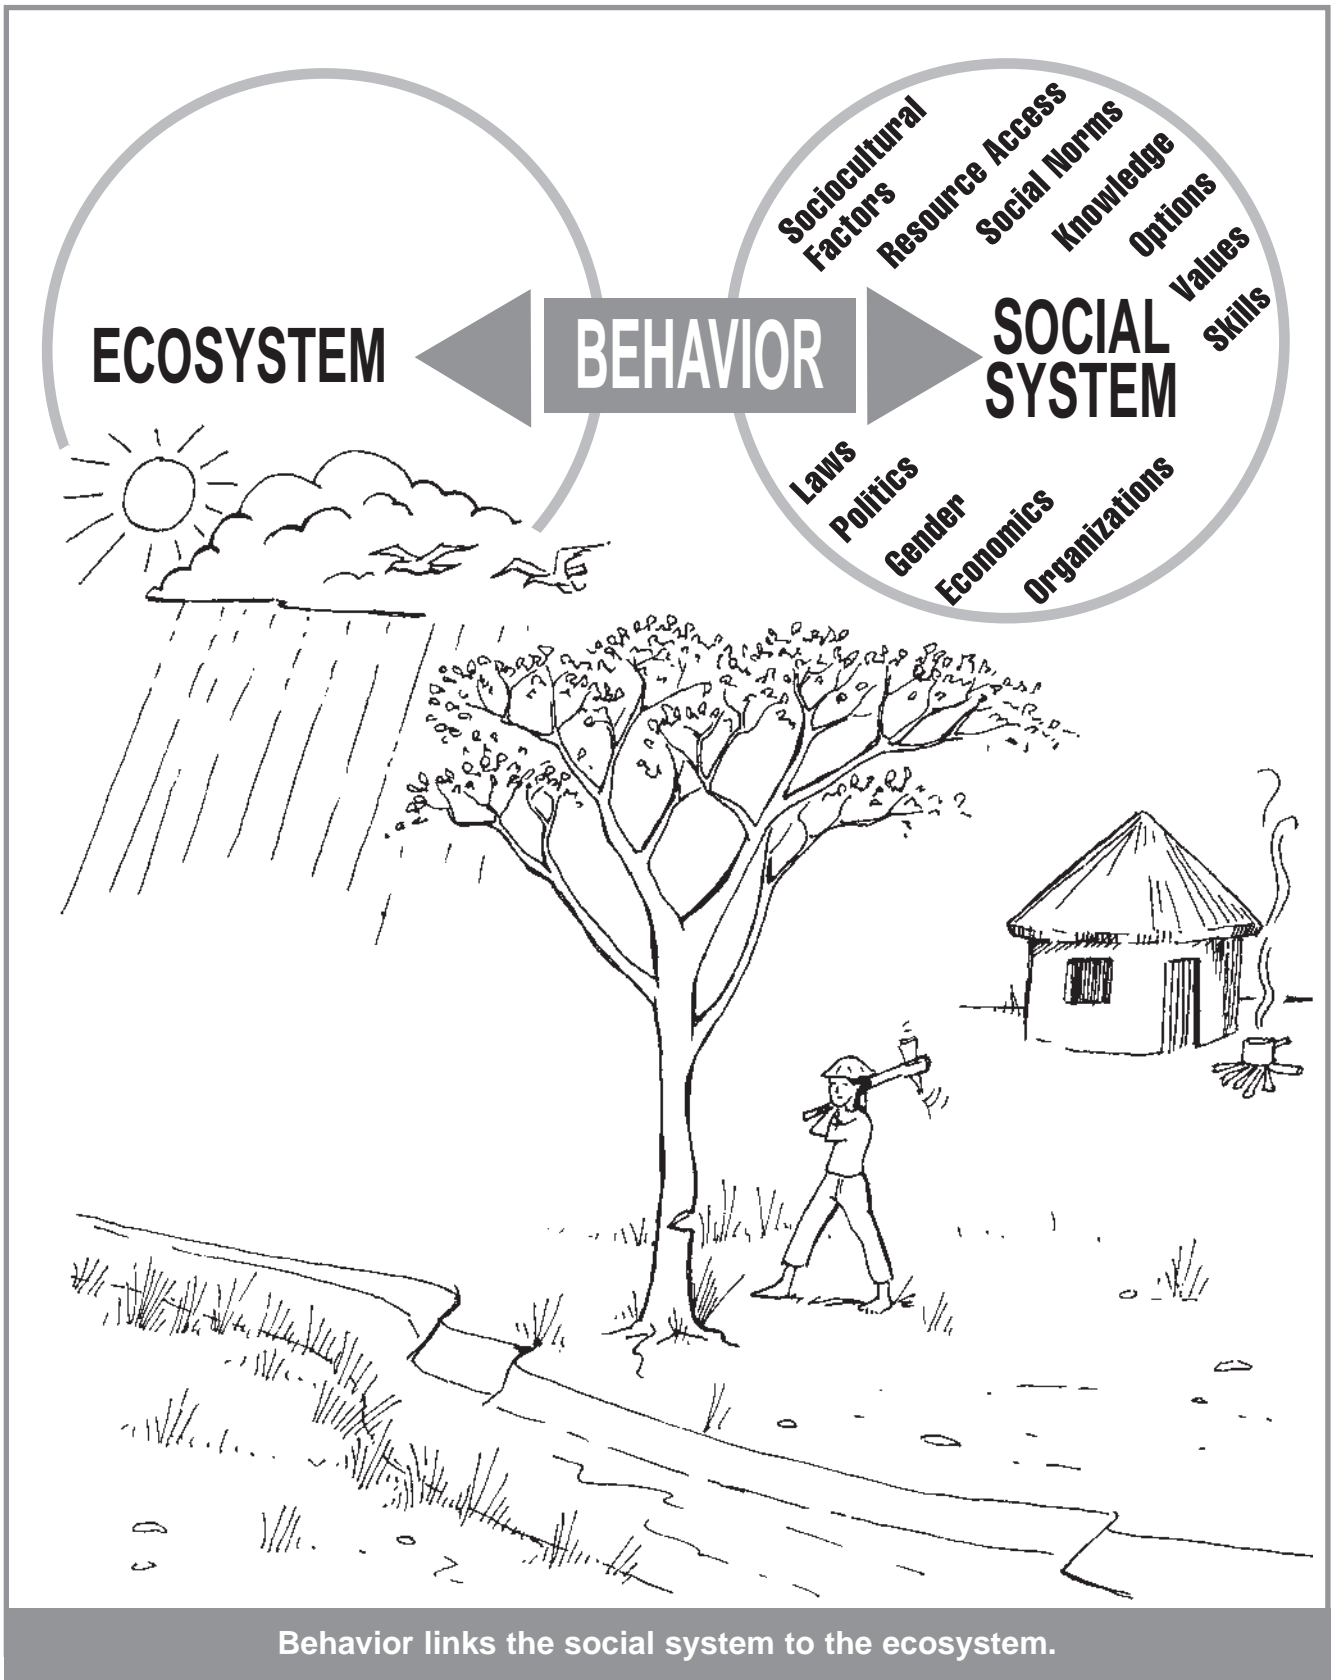 Sociocultural
Factors
Resource Access
Social Norms
Knowledge
Options
Values
Skills
ECOSYSTEM
BEHAVIOR
SOCIAL
SYSTEM
Laws
Politics
Gender
Economics
Organizations
Behavior links the social system to the ecosystem.